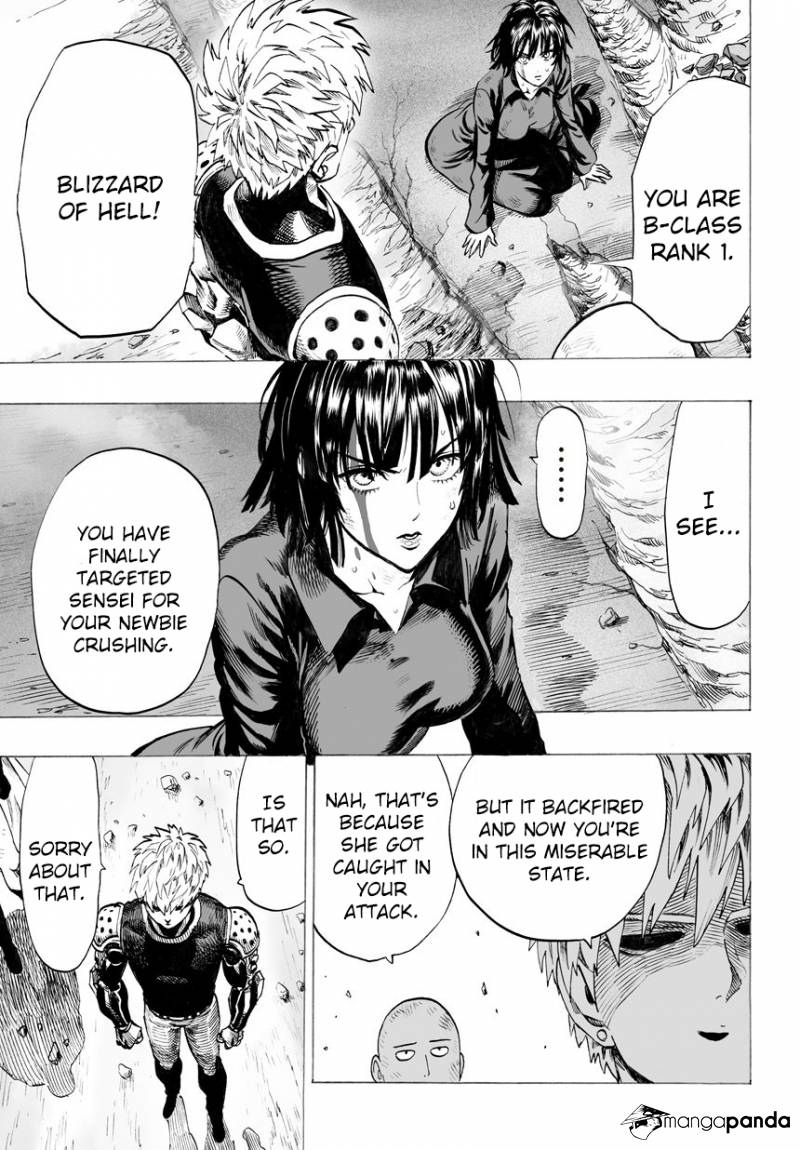 YOU ARE
B-CLASS
RANK 1.
BLIZZARD
OF HELL!
......
I
SEE...
YOU HAVE
FINALLY
TARGETED
SENSEI FOR
YOUR NEWBIE
CRUSHING.
BUT IT BACKFIRED
AND NOW YOU'RE
IN THIS MISERABLE
STATE.
NAH, THAT'S
BECAUSE
SHE GOT
CAUGHT IN
YOUR
ATTACK.
IS
THAT
SO.
SORRY
ABOUT
THAT.
mangapanda